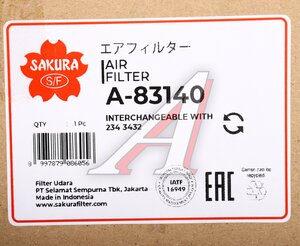 SAKURA
S/F
エアフィルター
AIR
FILTER
A-83140
INTERCHANGEABLE WITH
234 3432
QTY : 1 Pc
8 997879 086056
Filter Udara
PT Selamat Sempurna Tbk, Jakarta
Made in Indonesia
www.sakurafilter.com
IATF
16949
EAC
Carton can be
recycled.